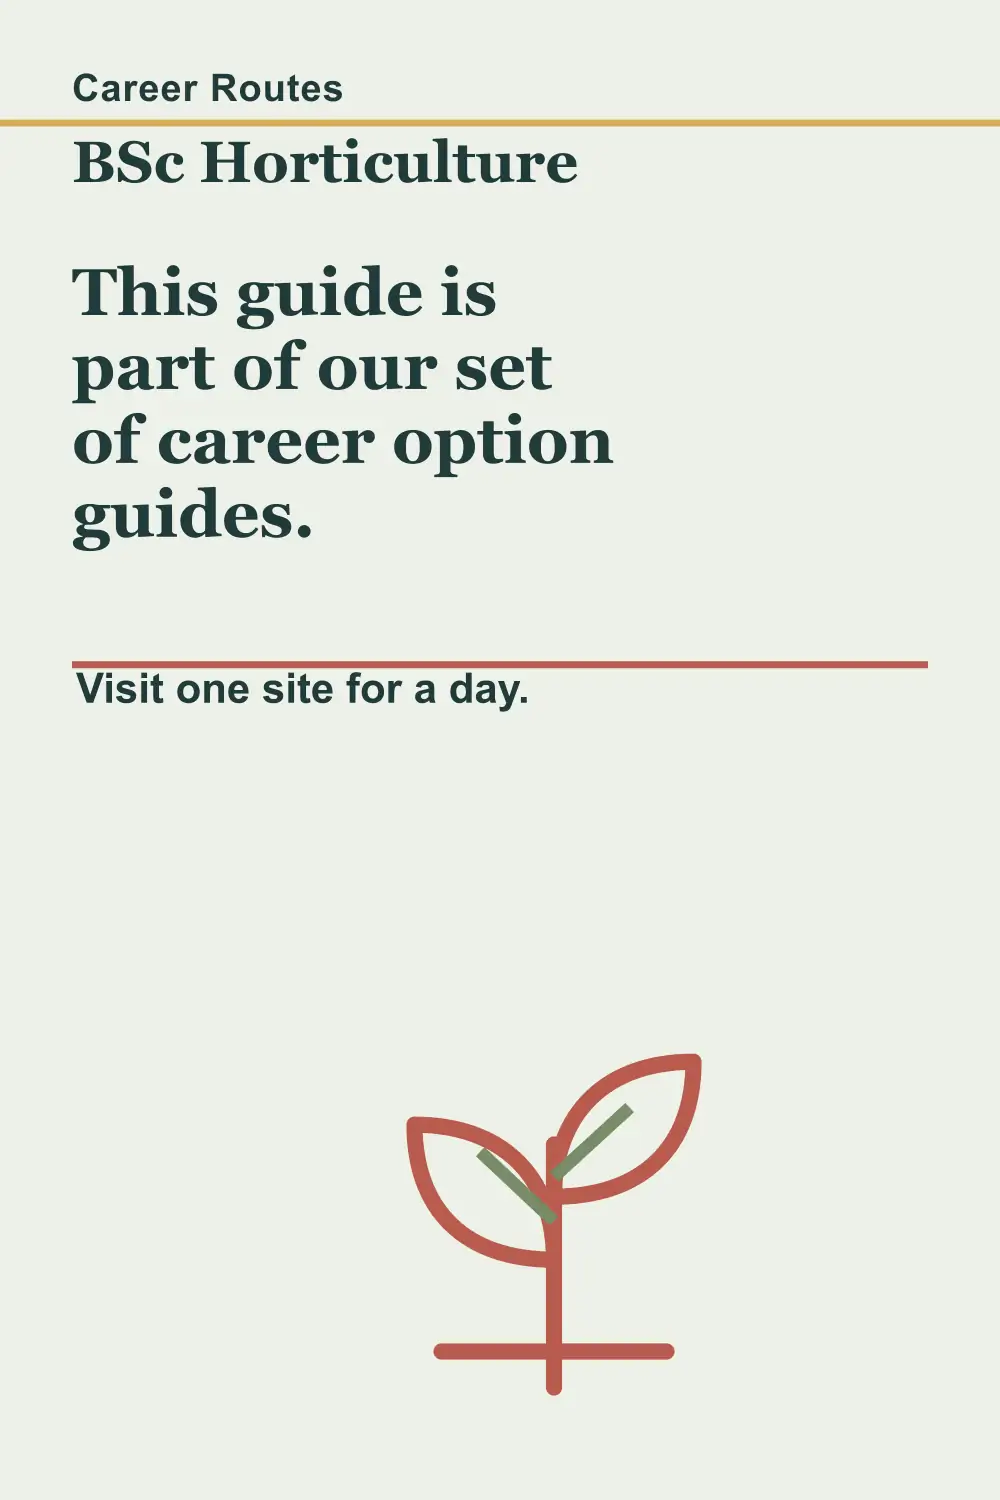 Career Routes
BSc Horticulture
This guide is
part of our set
of career option
guides.
Visit one site for a day.